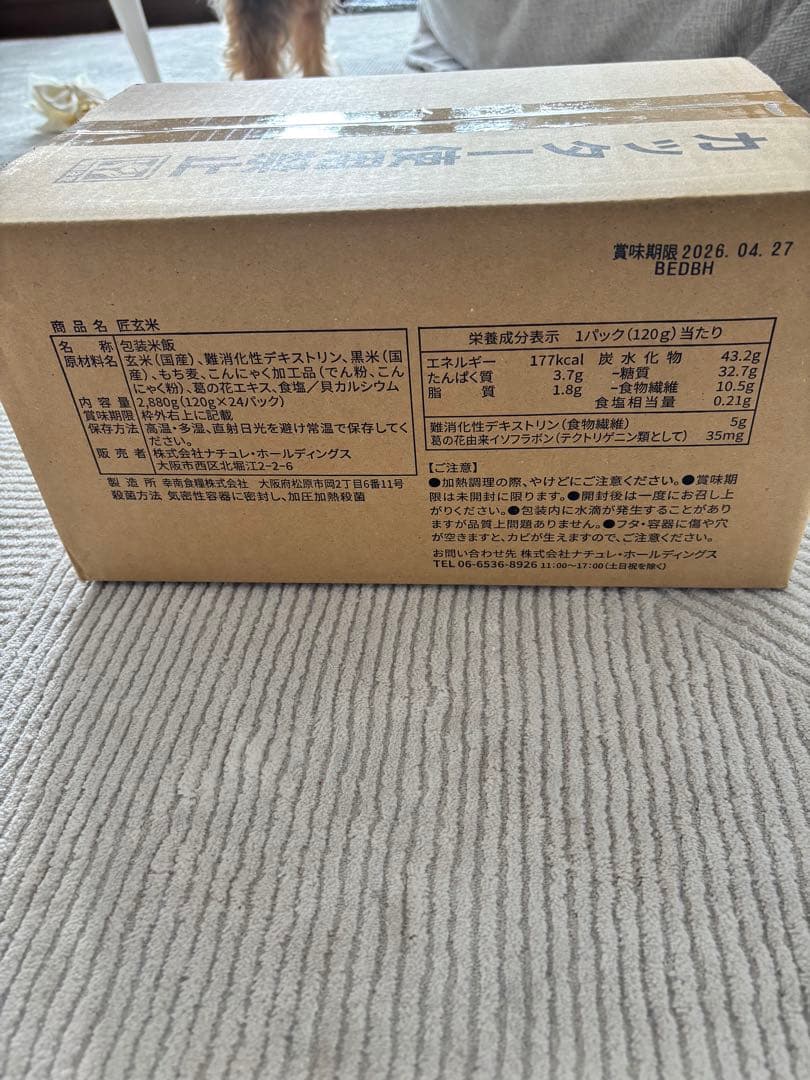 カッター使用禁止
賞味期限 2026. 04. 27
BEDBH
商品名 匠玄米
名称 包装米飯
原材料名 玄米(国産)、難消化性デキストリン、黒米(国
産)、もち麦、こんにゃく加工品(でん粉、こん
にゃく粉)、葛の花エキス、食塩/貝カルシウム
内容量 2,880g(120g×24パック)
賞味期限 枠外右上に記載
保存方法 高温・多湿、直射日光を避け常温で保存してく
ださい。
販売者 株式会社ナチュレ・ホールディングス
大阪市西区北堀江2-2-6
製造所 幸南食糧株式会社 大阪府松原市岡2丁目6番11号
殺菌方法 気密性容器に密封し、加圧加熱殺菌
栄養成分表示 1パック(120g)当たり
エネルギー 177kcal 炭水化物 43.2g
たんぱく質 3.7g -糖質 32.7g
脂質 1.8g -食物繊維 10.5g
食塩相当量 0.21g
難消化性デキストリン(食物繊維) 5g
葛の花由来イソフラボン(テクトリゲニン類として) 35mg
【ご注意】
●加熱調理の際、やけどにご注意ください。●賞味期
限は未開封に限ります。●開封後は一度にお召し上
がりください。●包装内に水滴が発生することがあり
ますが品質上問題ありません。●フタ・容器に傷や穴
が空きますと、カビが生えますので、ご注意ください。
お問い合わせ先 株式会社ナチュレ・ホールディングス
TEL 06-6536-8926 11:00〜17:00(土日祝を除く)